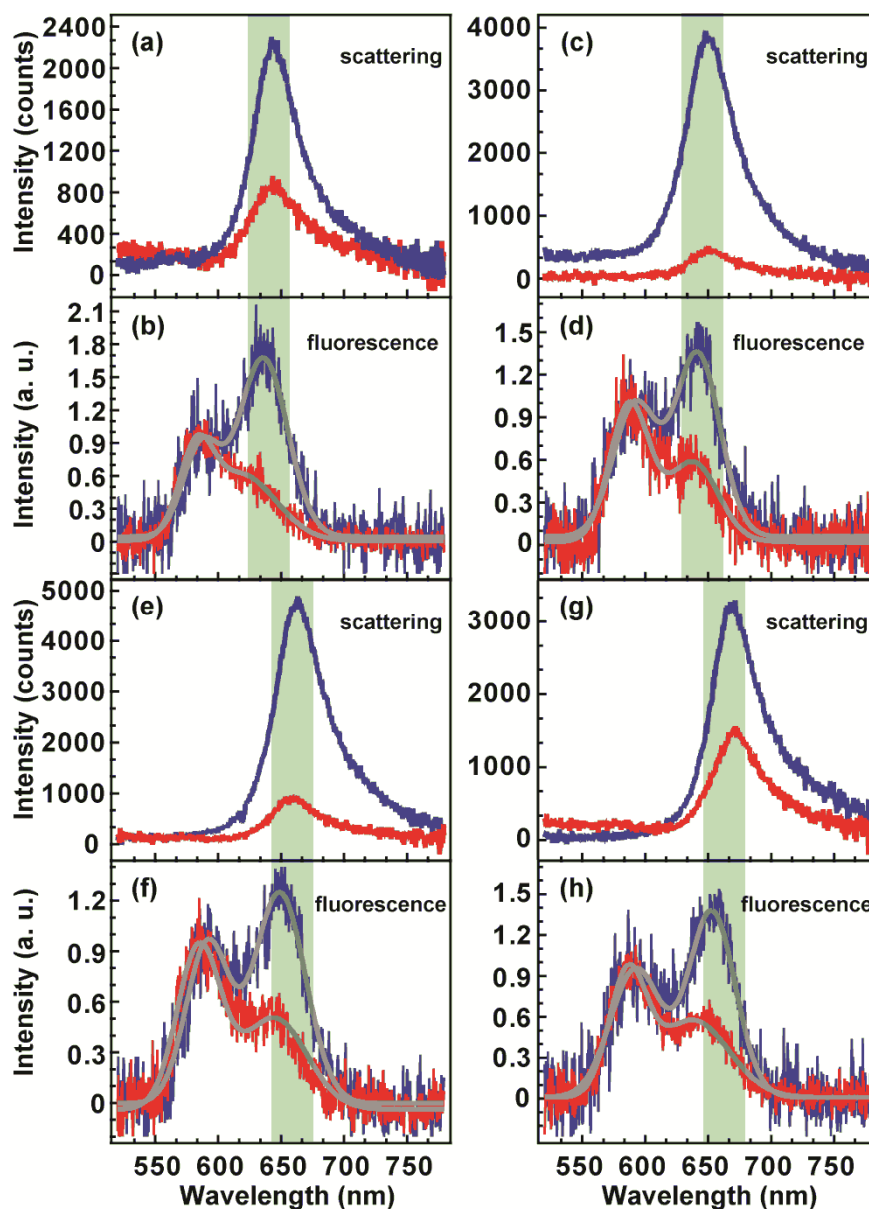 (a) scattering
2400
2000
1600
1200
800
400
0
Intensity (counts)
(c) scattering
4000
3000
2000
1000
0
(b) fluorescence
2.1
1.8
1.5
1.2
0.9
0.6
0.3
0
Intensity (a. u.)
(d) fluorescence
1.5
1.2
0.9
0.6
0.3
0
(e) scattering
5000
4000
3000
2000
1000
0
Intensity (counts)
(g) scattering
3000
2000
1000
0
(f) fluorescence
1.2
0.9
0.6
0.3
0
Intensity (a. u.)
(h) fluorescence
1.5
1.2
0.9
0.6
0.3
0
550 600 650 700 750
Wavelength (nm)
550 600 650 700 750
Wavelength (nm)